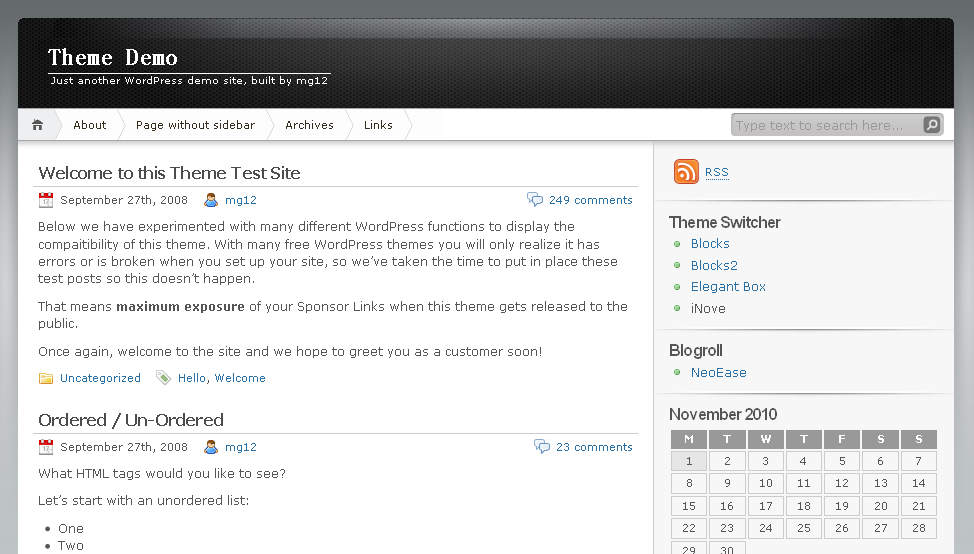 Theme Demo
Just another WordPress demo site, built by mg12
About Page without sidebar Archives Links
Type text to search here...
Welcome to this Theme Test Site
September 27th, 2008 mg12 249 comments
Below we have experimented with many different WordPress functions to display the
compaitibility of this theme. With many free WordPress themes you will only realize it has
errors or is broken when you set up your site, so we've taken the time to put in place these
test posts so this doesn't happen.
That means maximum exposure of your Sponsor Links when this theme gets released to the
public.
Once again, welcome to the site and we hope to greet you as a customer soon!
Uncategorized Hello, Welcome
Ordered / Un-Ordered
September 27th, 2008 mg12 23 comments
What HTML tags would you like to see?
Let's start with an unordered list:
One
Two
RSS
Theme Switcher
Blocks
Blocks2
Elegant Box
iNove
Blogroll
NeoEase
November 2010
M T W T F S S
1 2 3 4 5 6 7
8 9 10 11 12 13 14
15 16 17 18 19 20 21
22 23 24 25 26 27 28
29 30